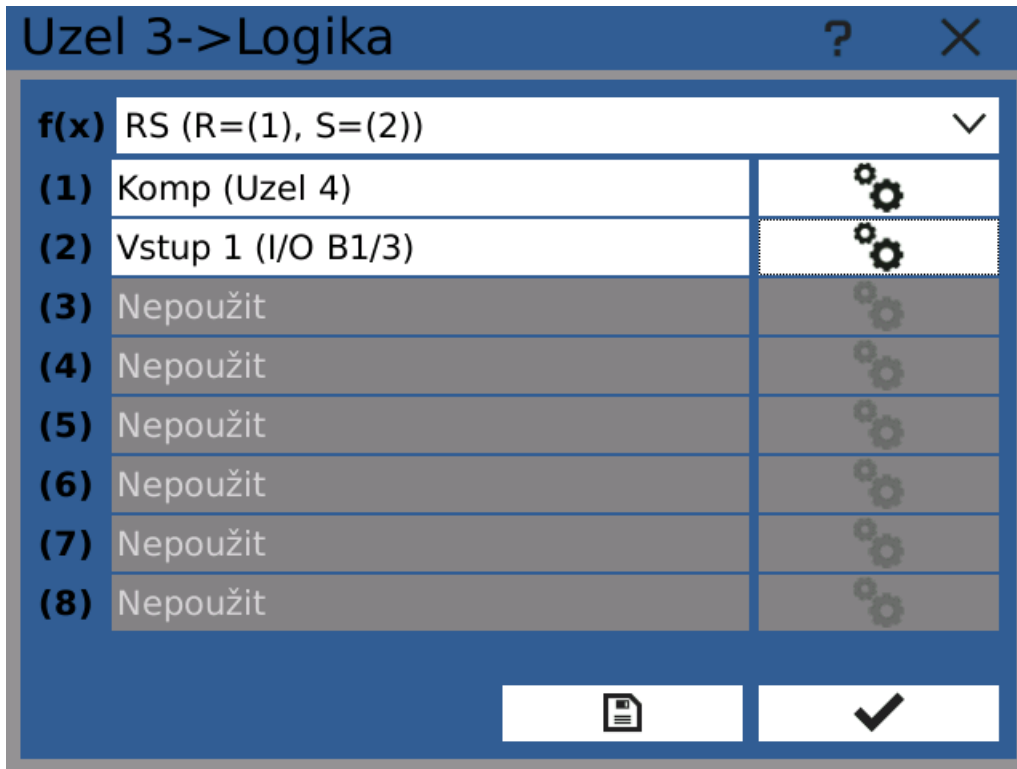 Uzel 3->Logika ?
f(x) RS (R=(1), S=(2))
(1) Komp (Uzel 4)
(2) Vstup 1 (I/O B1/3)
(3) Nepoužit
(4) Nepoužit
(5) Nepoužit
(6) Nepoužit
(7) Nepoužit
(8) Nepoužit